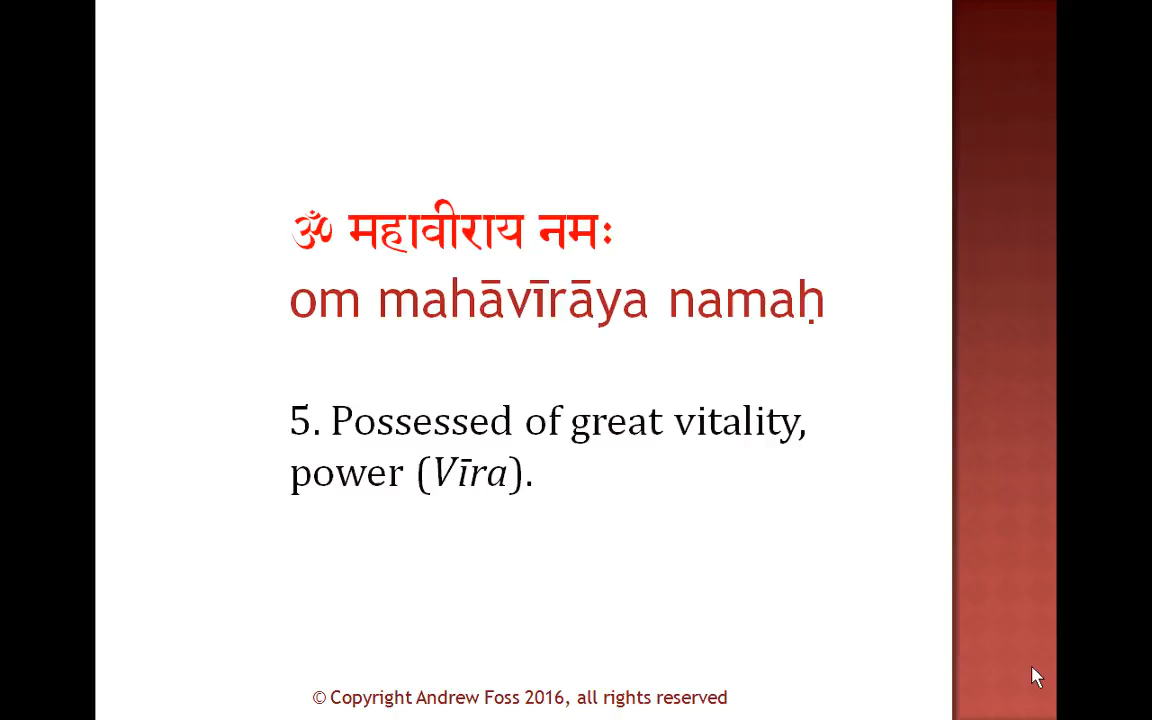 ॐ महावीराय नमः
om mahāvīrāya namaḥ
5. Possessed of great vitality,
power (Vīra).
© Copyright Andrew Foss 2016, all rights reserved